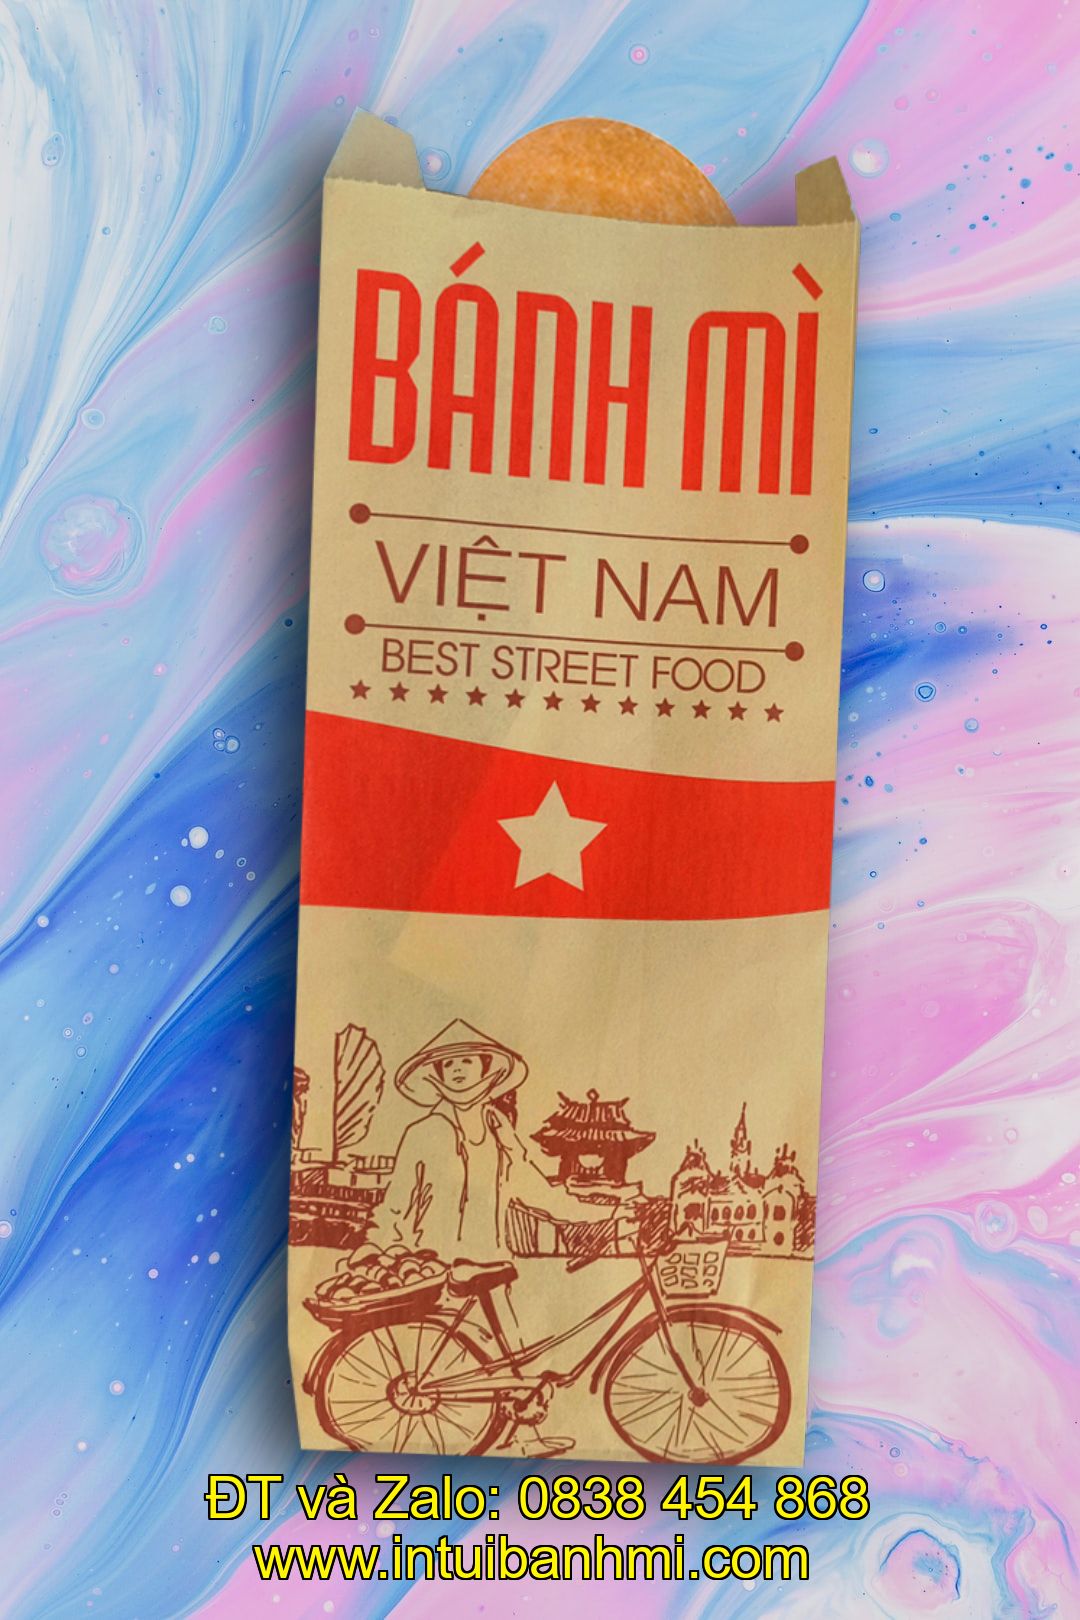 BÁNH MÌ
VIỆT NAM
BEST STREET FOOD
ĐT và Zalo: 0838 454 868
www.intuibanhmi.com